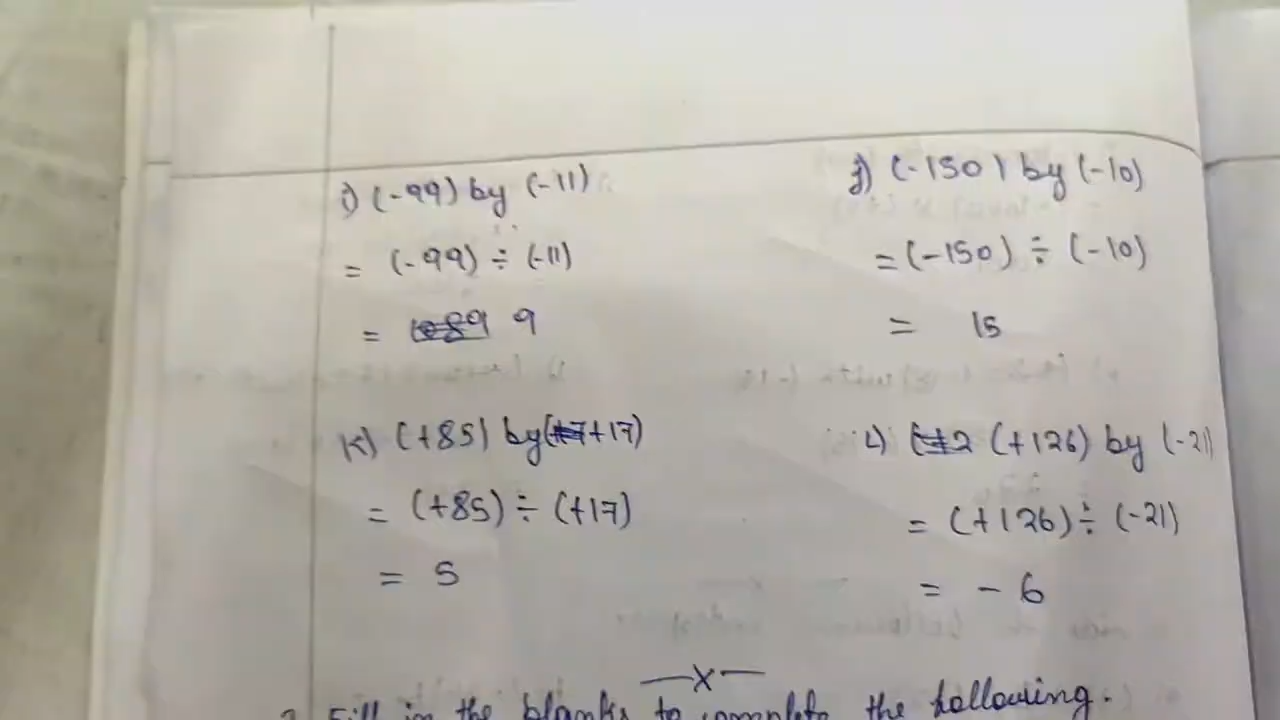 i) (-99) by (-11)
= (-99) ÷ (-11)
= 9
j) (-150) by (-10)
= (-150) ÷ (-10)
= 15
K) (+85) by (+17)
= (+85) ÷ (+17)
= 5
L) (+126) by (-21)
= (+126) ÷ (-21)
= - 6
—X—
Fill in the blanks to complete the following.